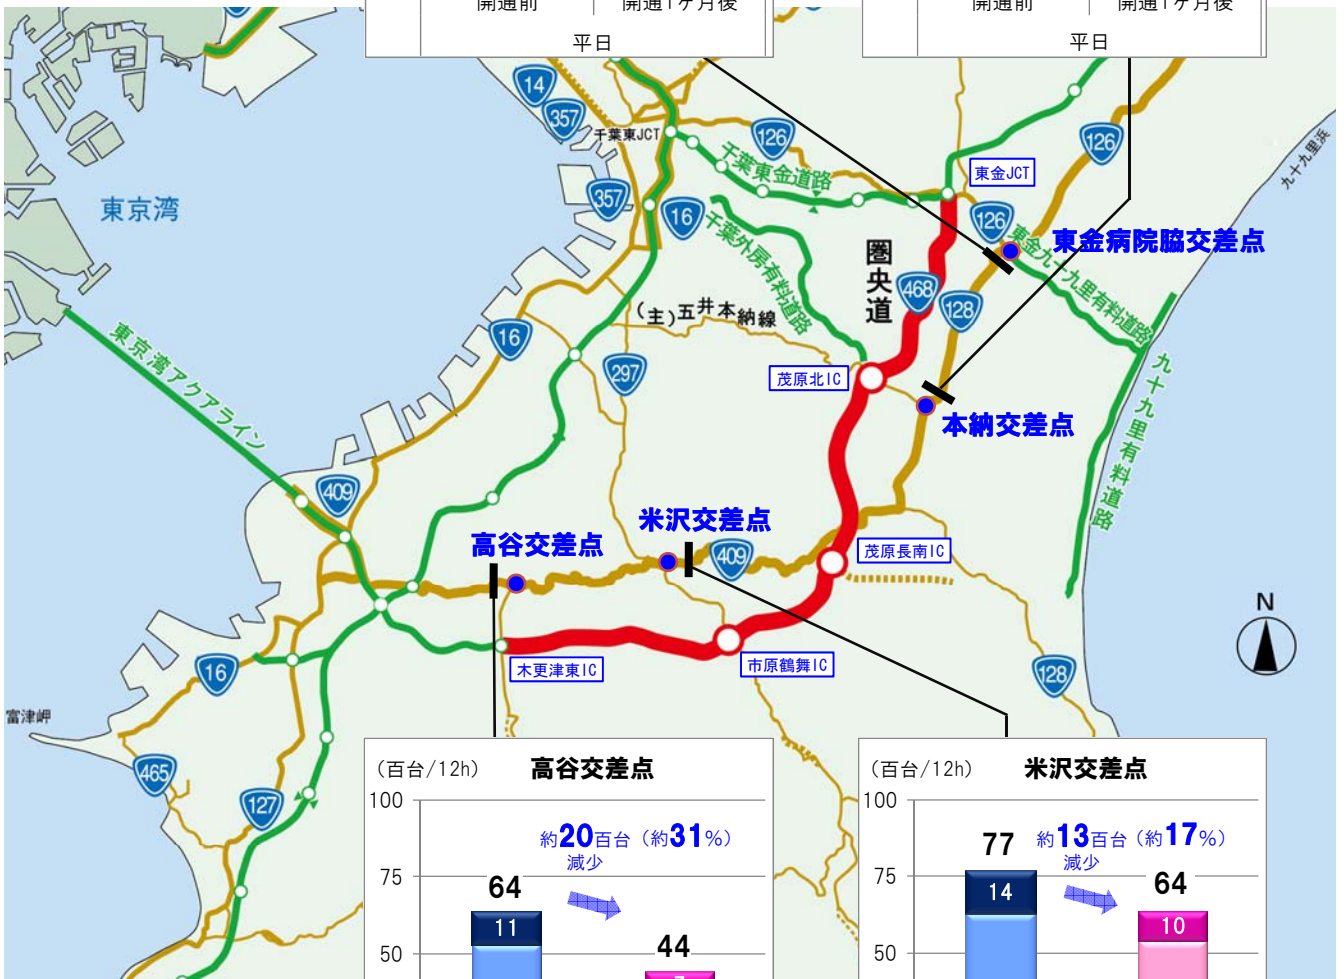 開通前
開通1ヶ月後
平日
開通前
開通1ヶ月後
平日
14
357
千葉東JCT
126
126
九十九里浜
千葉東金道路
東金JCT
東京湾
357
16
126
千葉外房有料道路
圏央道
東金病院脇交差点
東金九十九里有料道路
468
128
(主)五井本納線
16
東京湾アクアライン
297
茂原北IC
九十九里有料道路
本納交差点
409
米沢交差点
高谷交差点
409
茂原長南IC
N
16
木更津東IC
市原鶴舞IC
128
富津岬
465
127
(百台/12h)
高谷交差点
100
約20百台(約31%)
減少
75
64
11
44
7
50
(百台/12h)
米沢交差点
100
77
約13百台(約17%)
減少
75
14
64
10
50